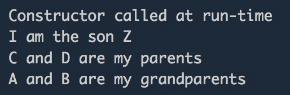 Constructor called at run-time
I am the son Z
C and D are my parents
A and B are my grandparents